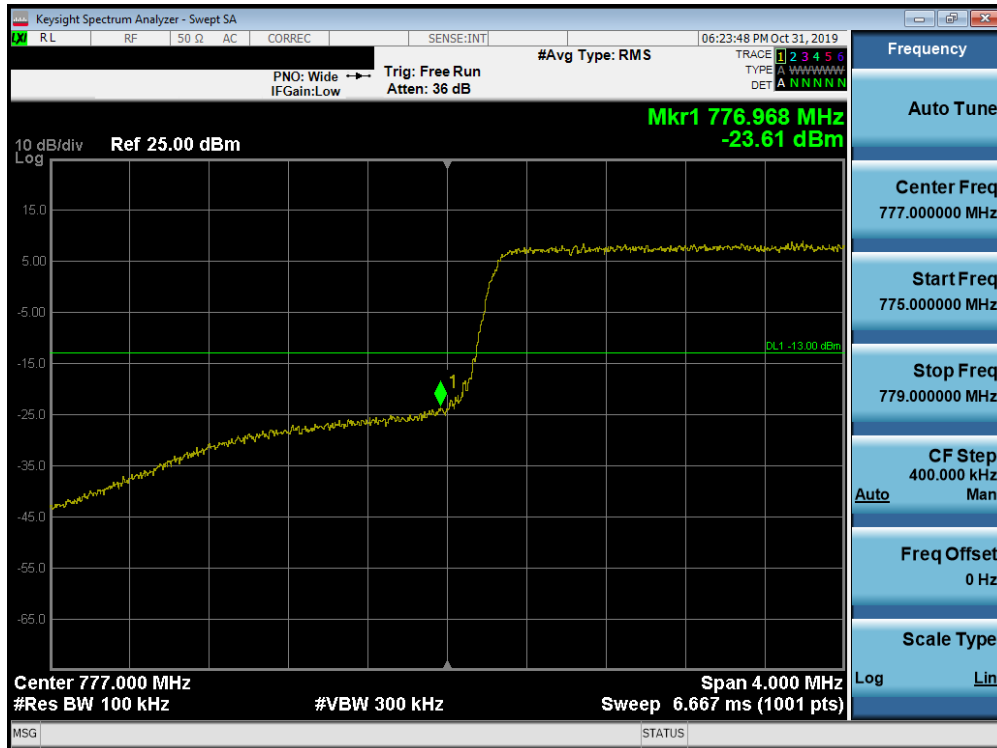 Keysight Spectrum Analyzer - Swept SA
LXI RL RF 50 Ω AC CORREC SENSE:INT 06:23:48 PM Oct 31, 2019
#Avg Type: RMS
TRACE 1 2 3 4 5 6
TYPE A WWWWW
DET A N N N N N
PNO: Wide
IFGain:Low
Trig: Free Run
Atten: 36 dB
Mkr1 776.968 MHz
-23.61 dBm
10 dB/div
Log
Ref 25.00 dBm
15.0
5.00
-5.00
-15.0
-25.0
-35.0
-45.0
-55.0
-65.0
DL1 -13.00 dBm
1
Center 777.000 MHz
Span 4.000 MHz
#Res BW 100 kHz
#VBW 300 kHz
Sweep 6.667 ms (1001 pts)
MSG
STATUS
Frequency
Auto Tune
Center Freq
777.000000 MHz
Start Freq
775.000000 MHz
Stop Freq
779.000000 MHz
CF Step
400.000 kHz
Auto Man
Freq Offset
0 Hz
Scale Type
Log Lin